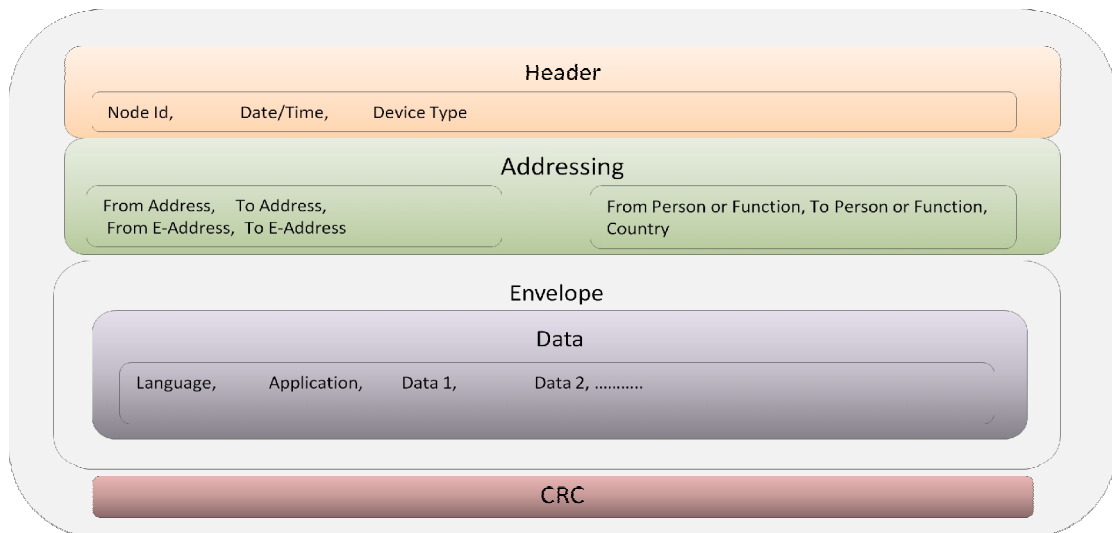 Header
Node Id, Date/Time, Device Type
Addressing
From Address, To Address,
From E-Address, To E-Address
From Person or Function, To Person or Function,
Country
Envelope
Data
Language, Application, Data 1, Data 2, ...........
CRC